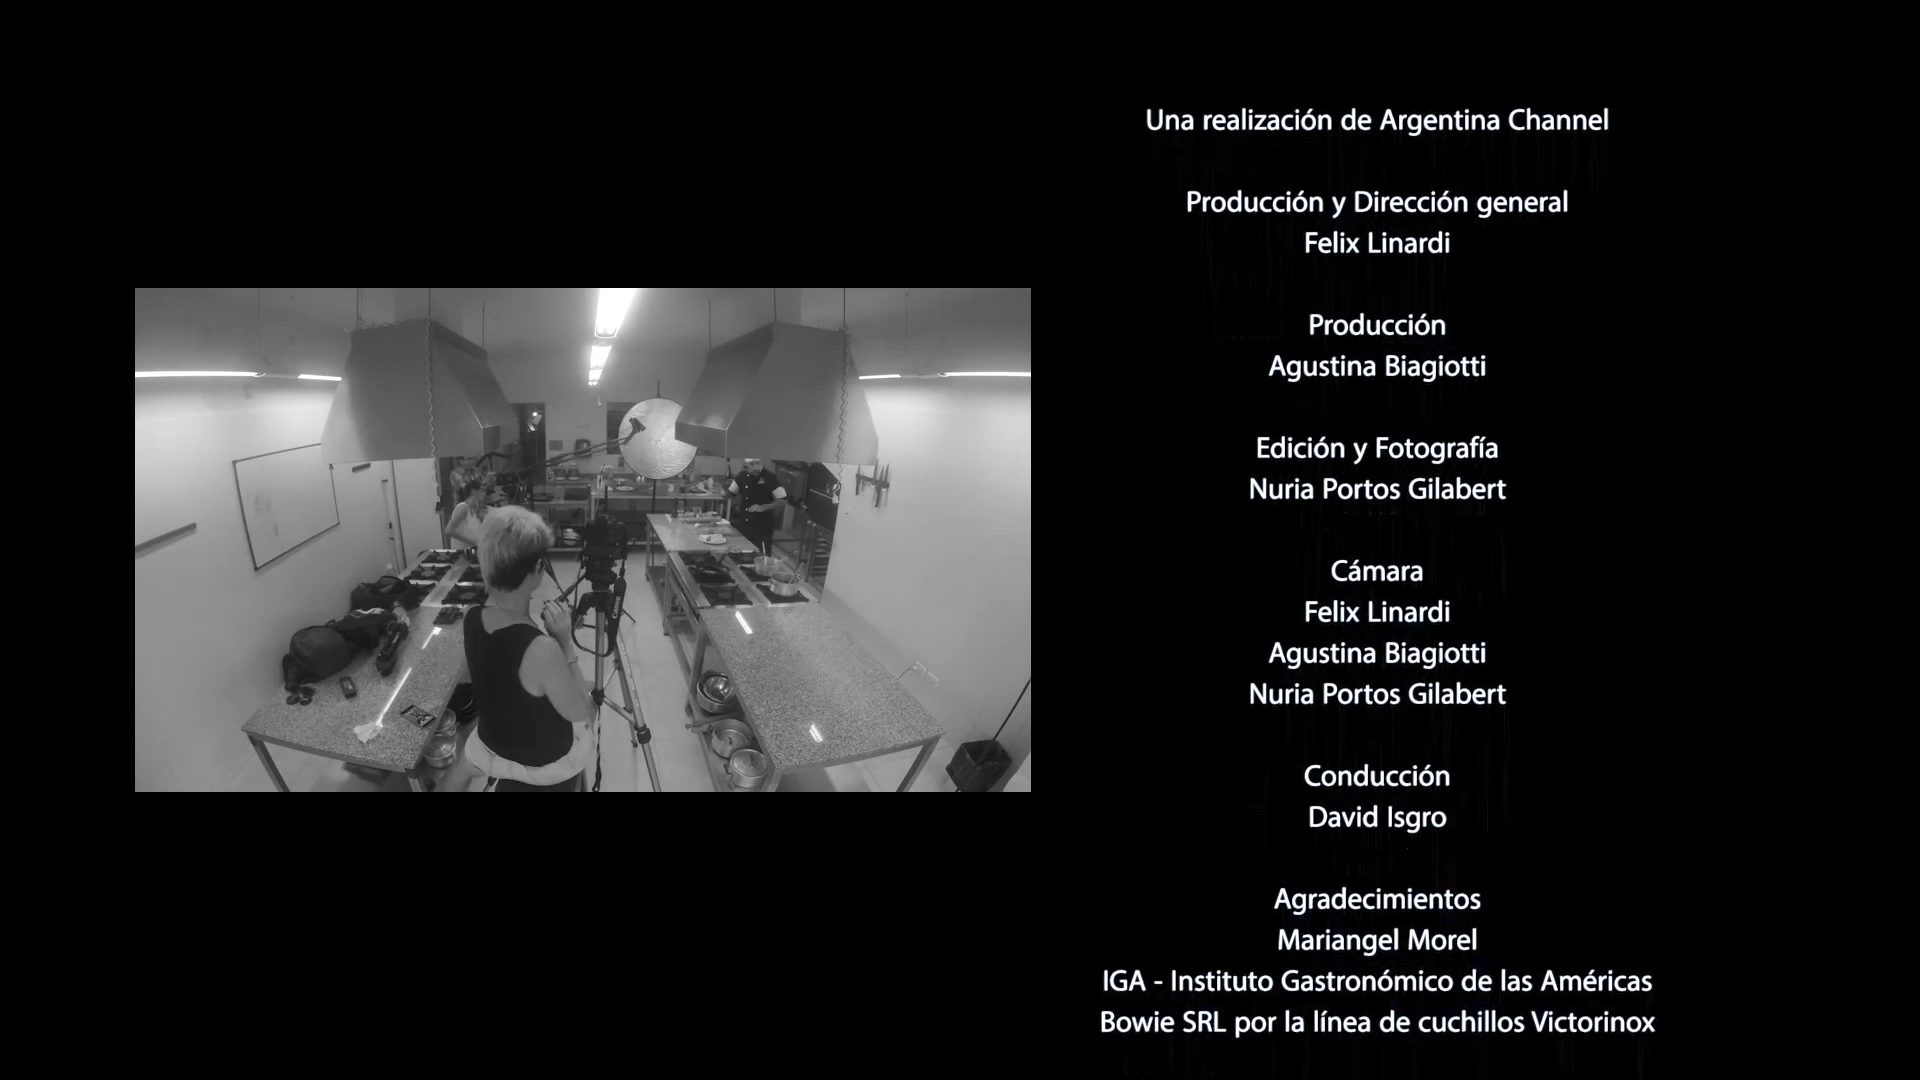 Una realización de Argentina Channel
Producción y Dirección general
Felix Linardi
Producción
Agustina Biagiotti
Edición y Fotografía
Nuria Portos Gilabert
Cámara
Felix Linardi
Agustina Biagiotti
Nuria Portos Gilabert
Conducción
David Isgro
Agradecimientos
Mariangel Morel
IGA - Instituto Gastronómico de las Américas
Bowie SRL por la línea de cuchillos Victorinox
Canon